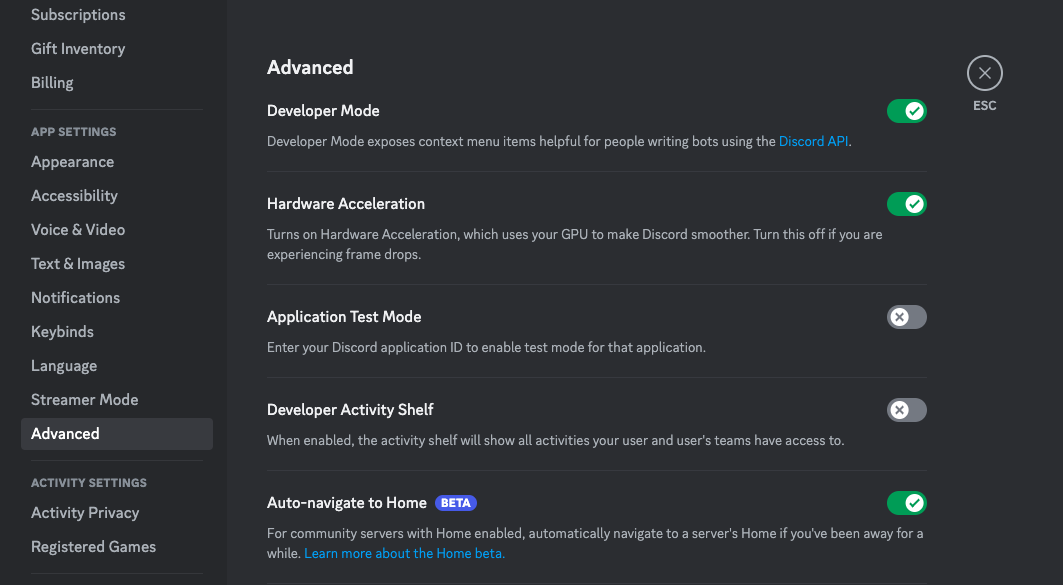 Subscriptions
Gift Inventory
Billing
APP SETTINGS
Appearance
Accessibility
Voice & Video
Text & Images
Notifications
Keybinds
Language
Streamer Mode
Advanced
ACTIVITY SETTINGS
Activity Privacy
Registered Games
Advanced
ESC
Developer Mode
Developer Mode exposes context menu items helpful for people writing bots using the Discord API.
Hardware Acceleration
Turns on Hardware Acceleration, which uses your GPU to make Discord smoother. Turn this off if you are
experiencing frame drops.
Application Test Mode
Enter your Discord application ID to enable test mode for that application.
Developer Activity Shelf
When enabled, the activity shelf will show all activities your user and user's teams have access to.
Auto-navigate to Home BETA
For community servers with Home enabled, automatically navigate to a server's Home if you've been away for a
while. Learn more about the Home beta.